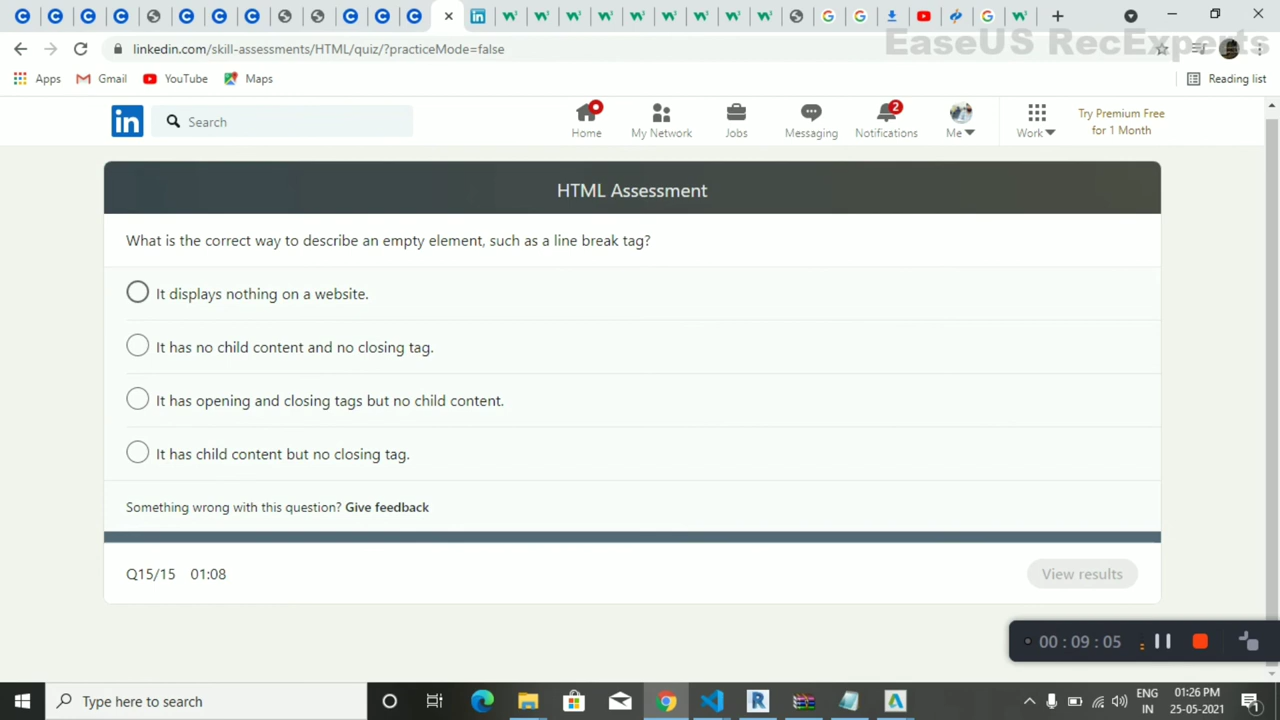 linkedin.com/skill-assessments/HTML/quiz/?practiceMode=false
EaseUS RecExperts
Apps
Gmail
YouTube
Maps
Reading list
in
Search
Home
My Network
Jobs
Messaging
2
Notifications
Me
Work
Try Premium Free
for 1 Month
HTML Assessment
What is the correct way to describe an empty element, such as a line break tag?
It displays nothing on a website.
It has no child content and no closing tag.
It has opening and closing tags but no child content.
It has child content but no closing tag.
Something wrong with this question? Give feedback
Q15/15 01:08
View results
00:09:05
Type here to search
ENG
IN
01:26 PM
25-05-2021
1